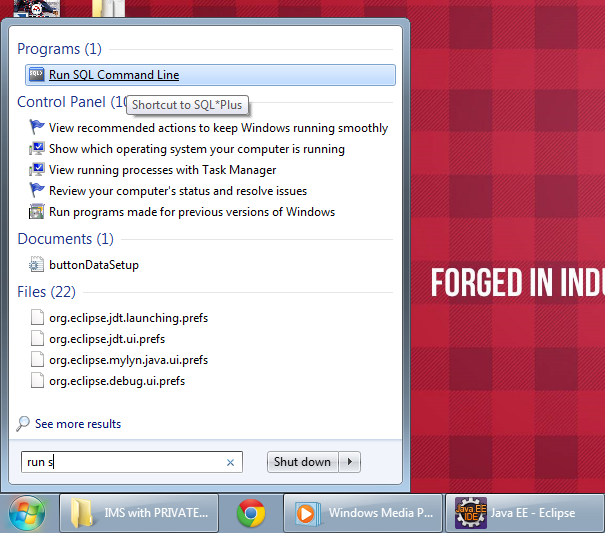 Programs (1)
SQL>
Run SQL Command Line
Control Panel (10
Shortcut to SQL*Plus
View recommended actions to keep Windows running smoothly
Show which operating system your computer is running
View running processes with Task Manager
Review your computer's status and resolve issues
Run programs made for previous versions of Windows
Documents (1)
buttonDataSetup
Files (22)
org.eclipse.jdt.launching.prefs
org.eclipse.jdt.ui.prefs
org.eclipse.mylyn.java.ui.prefs
org.eclipse.debug.ui.prefs
See more results
run s
Shut down
FORGED IN INDU
IMS with PRIVATE...
Windows Media P...
Java EE
IDE
Java EE - Eclipse